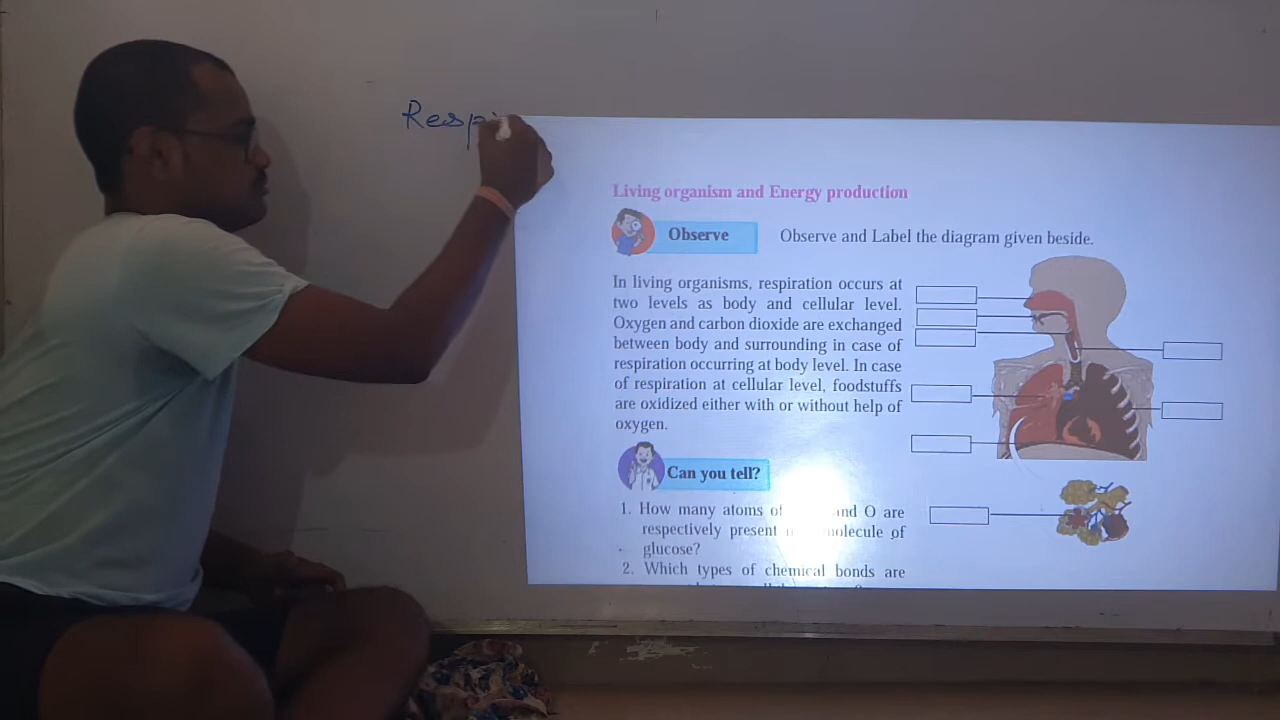 Respi
Living organism and Energy production
Observe
Observe and Label the diagram given beside.
In living organisms, respiration occurs at
two levels as body and cellular level.
Oxygen and carbon dioxide are exchanged
between body and surrounding in case of
respiration occurring at body level. In case
of respiration at cellular level, foodstuffs
are oxidized either with or without help of
oxygen.
Can you tell?
1. How many atoms of and O are
respectively present molecule of
glucose?
2. Which types of chemical bonds are